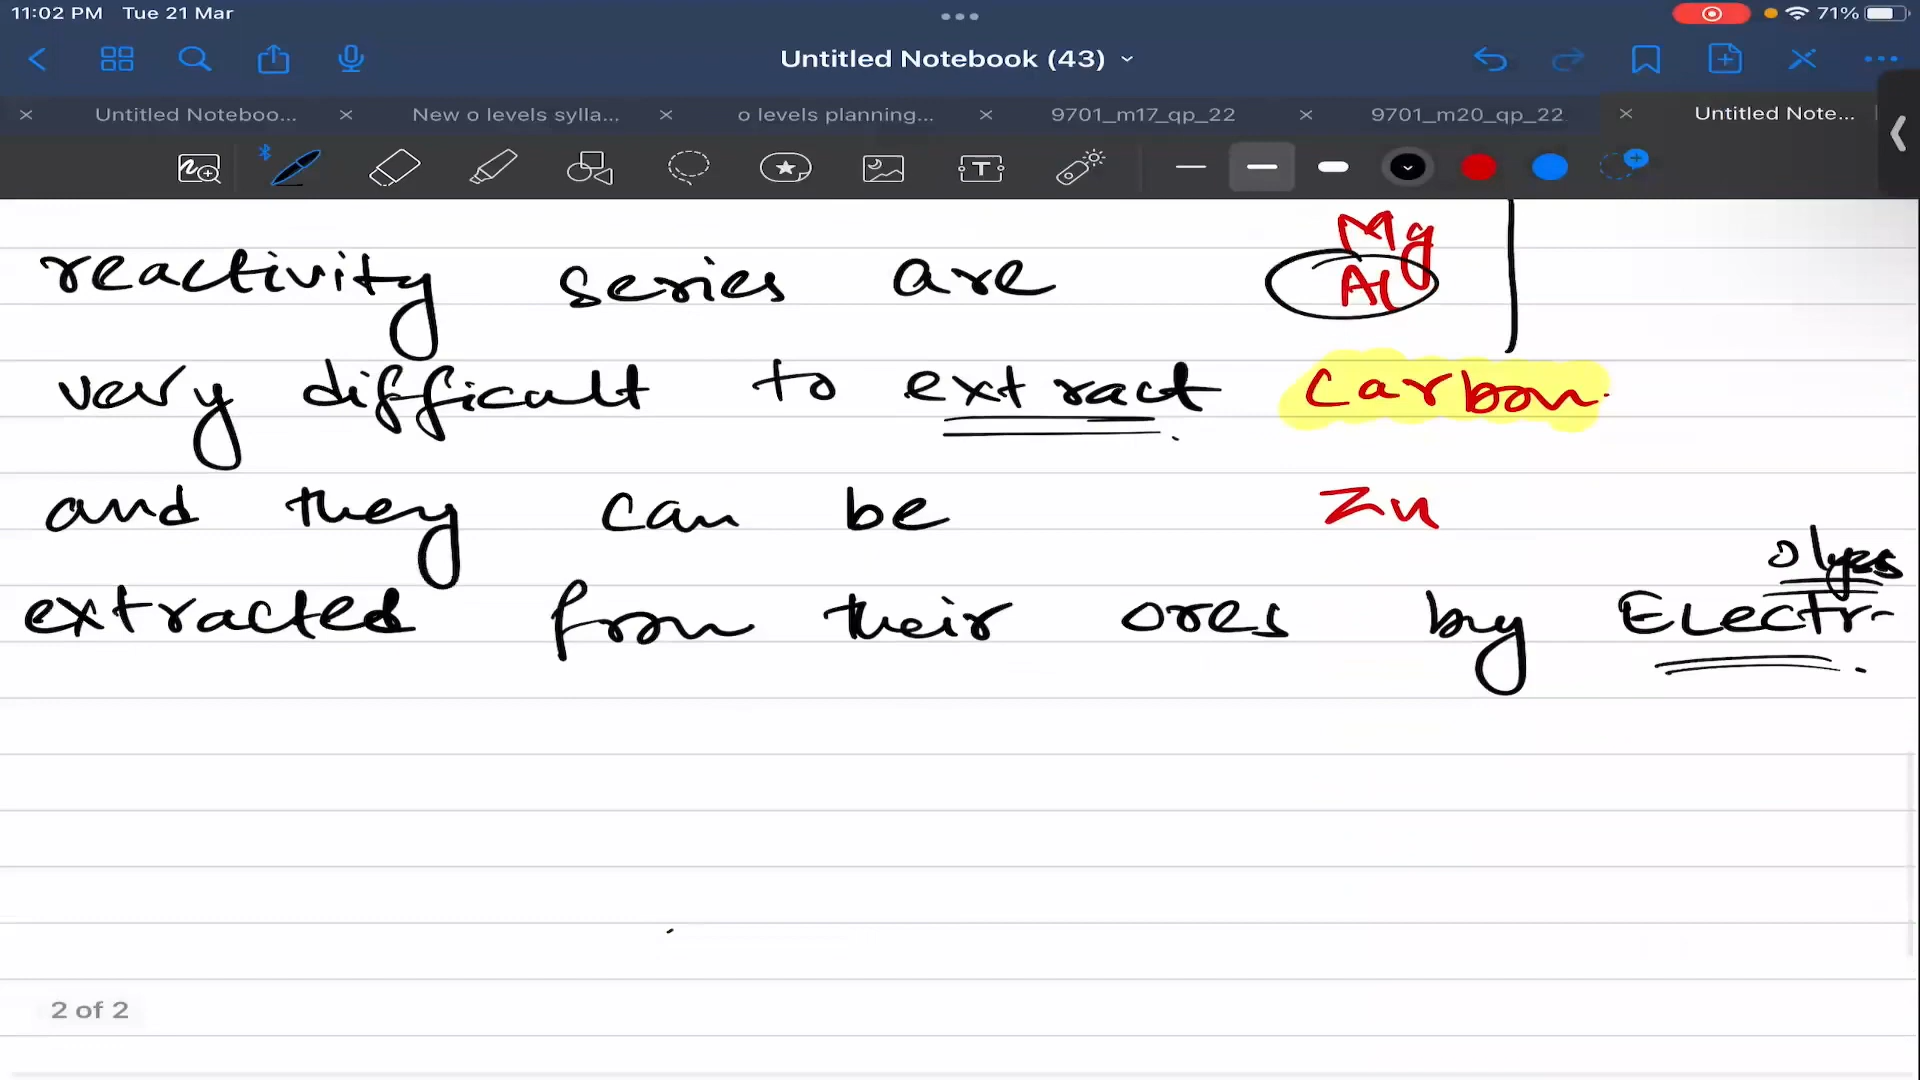 11:02 PM Tue 21 Mar
71%
Untitled Notebook (43)
Untitled Noteboo...
New o levels sylla...
o levels planning...
9701_m17_qp_22
9701_m20_qp_22
Untitled Note...
Mg
reactivity series are Al
very difficult to extract. Carbon.
and they can be Zn
olyses
extracted from their ores by Electr-
2 of 2